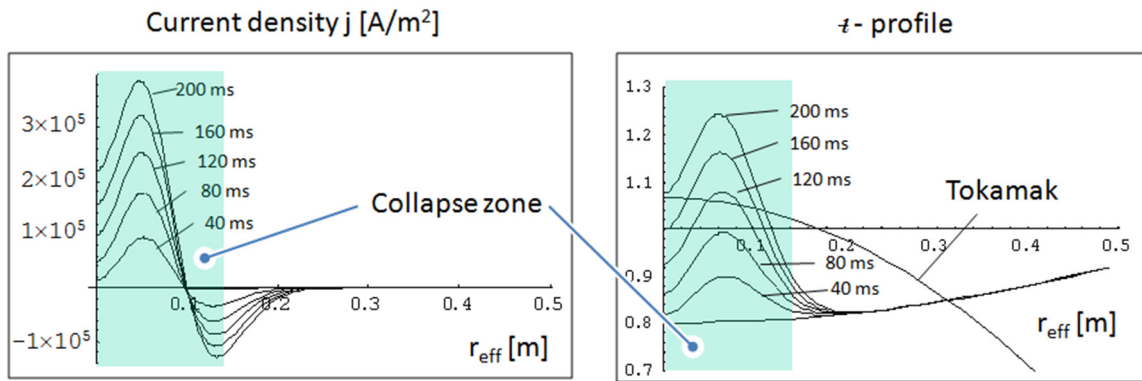 Current density j [A/m²]
3×10⁵
2×10⁵
1×10⁵
−1×10⁵
200 ms
160 ms
120 ms
80 ms
40 ms
0.1
0.2
0.3
0.4
0.5
r_eff [m]
Collapse zone
ɩ- profile
1.3
1.2
1.1
0.9
0.8
0.7
200 ms
160 ms
120 ms
80 ms
40 ms
Tokamak
0.1
0.2
0.3
0.4
0.5
r_eff [m]